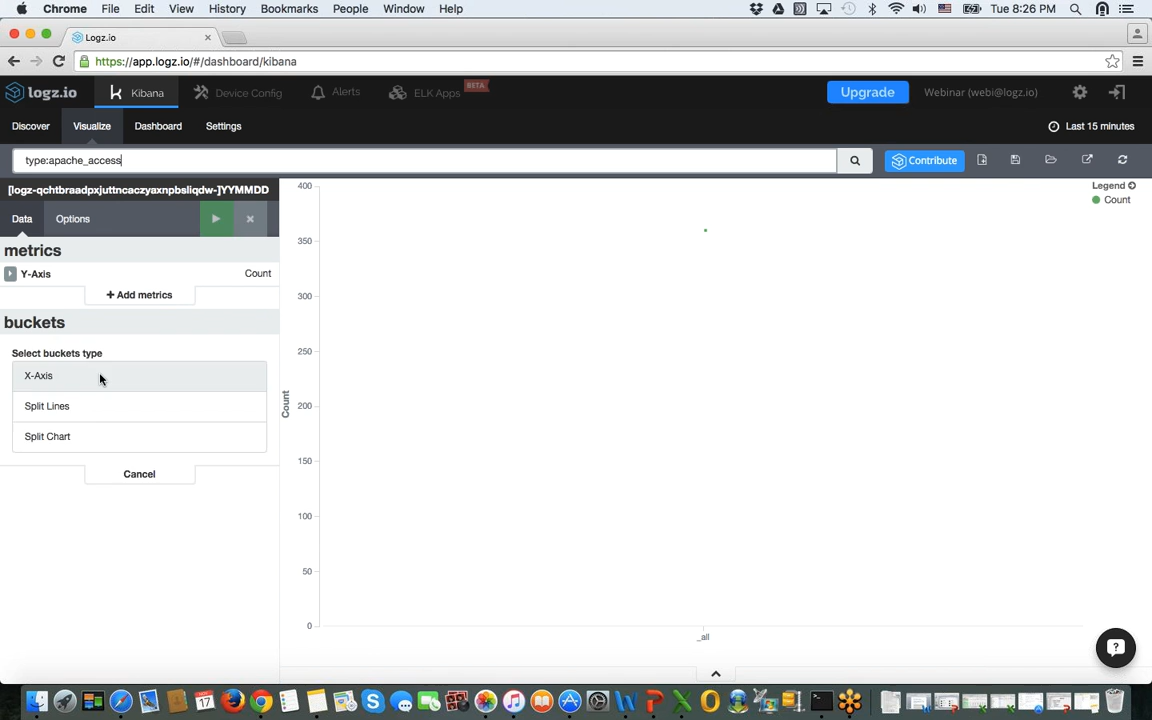 Chrome File Edit View History Bookmarks People Window Help Tue 8:26 PM
Logz.io
https://app.logz.io/#/dashboard/kibana
logz.io Kibana Device Config Alerts ELK Apps BETA Upgrade Webinar (webi@logz.io)
Discover Visualize Dashboard Settings Last 15 minutes
type:apache_access Contribute
[logz-qchtbraadpxjuttncaczyaxnpbsliqdw-]YYMMDD
Data Options
metrics
Y-Axis Count
+ Add metrics
buckets
Select buckets type
X-Axis
Split Lines
Split Chart
Cancel
400
350
300
250
200
150
100
50
0
Count
_all
Legend
Count